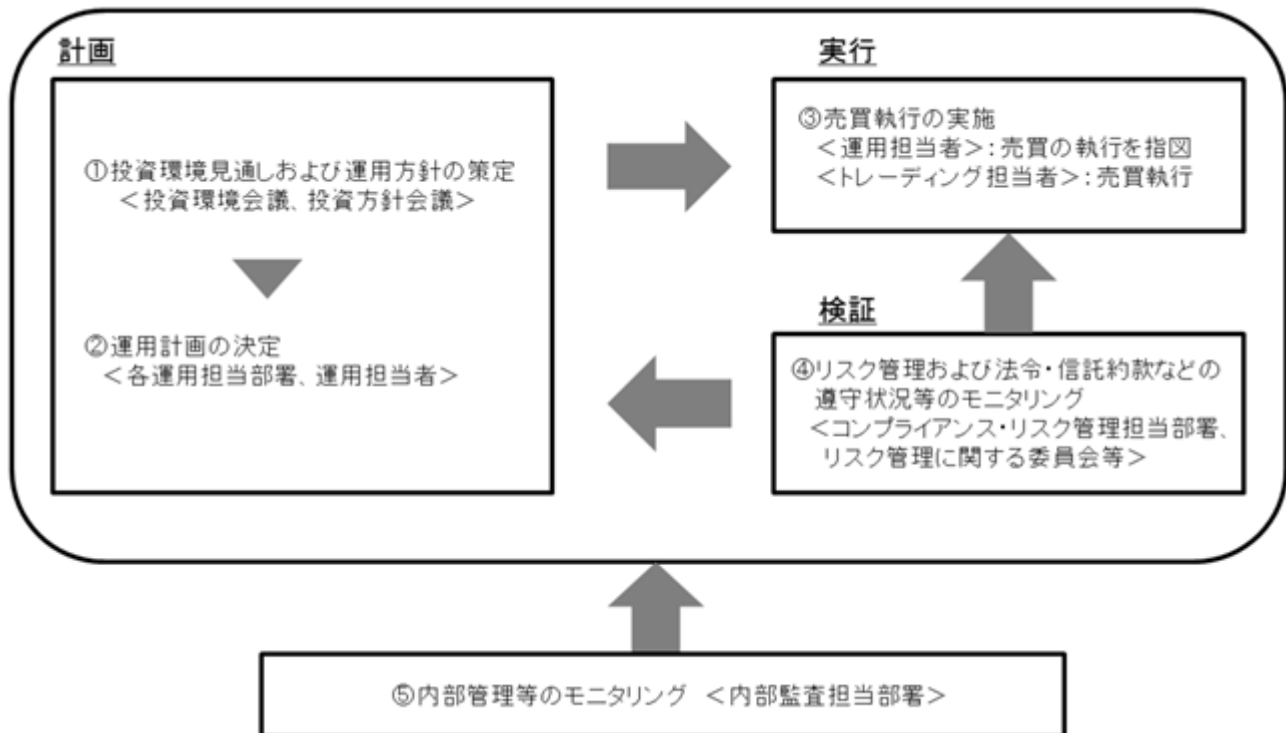 計画
①投資環境見通しおよび運用方針の策定
＜投資環境会議、投資方針会議＞
②運用計画の決定
＜各運用担当部署、運用担当者＞
実行
③売買執行の実施
＜運用担当者＞：売買の執行を指図
＜トレーディング担当者＞：売買執行
検証
④リスク管理および法令・信託約款などの
遵守状況等のモニタリング
＜コンプライアンス・リスク管理担当部署、
リスク管理に関する委員会等＞
⑤内部管理等のモニタリング ＜内部監査担当部署＞